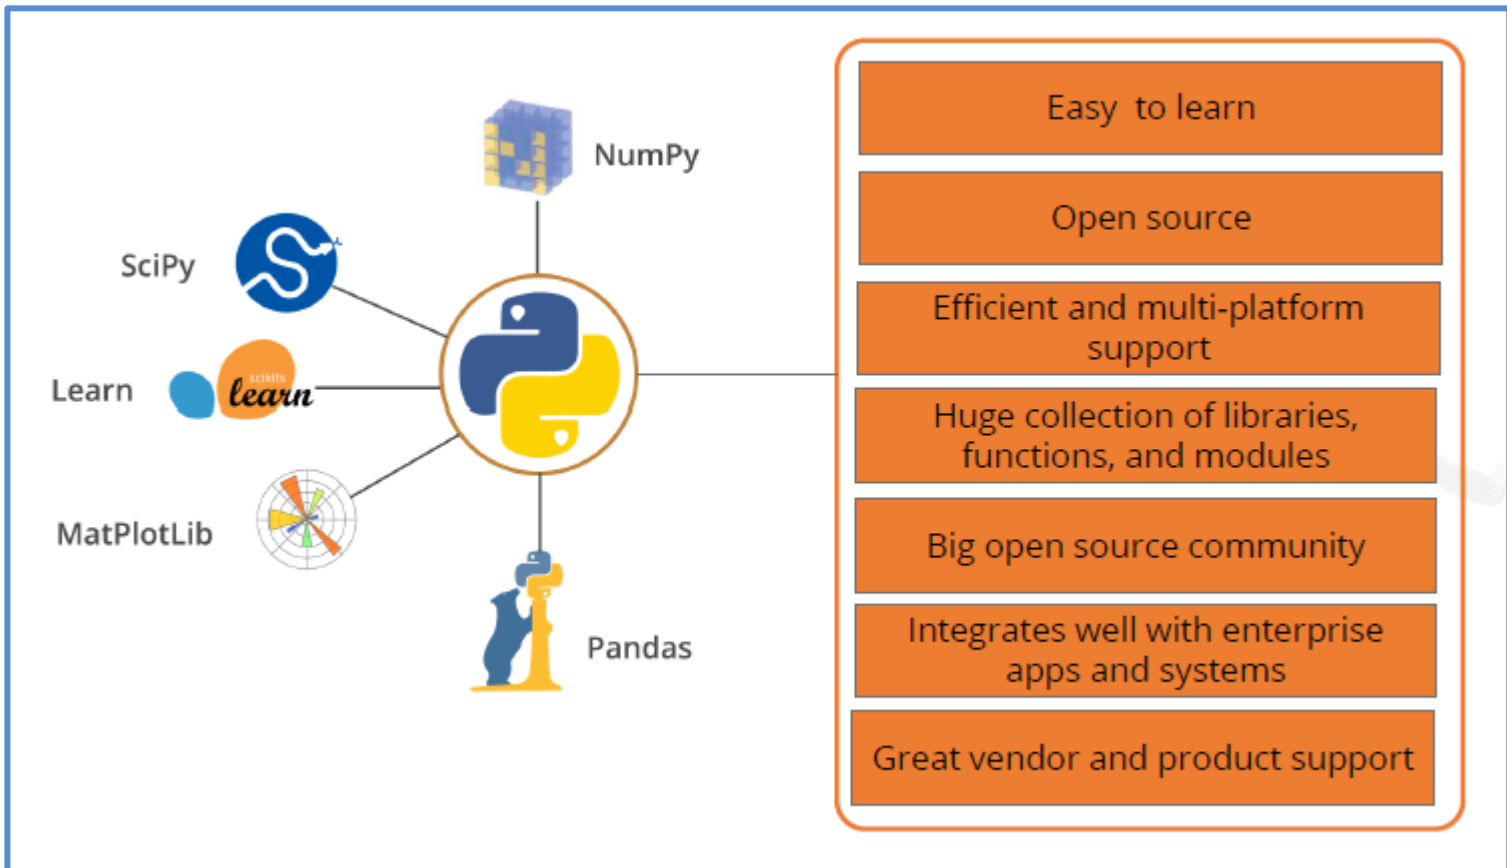 NumPy
SciPy
Learn
scikits
learn
MatPlotLib
Pandas
Easy to learn
Open source
Efficient and multi-platform
support
Huge collection of libraries,
functions, and modules
Big open source community
Integrates well with enterprise
apps and systems
Great vendor and product support